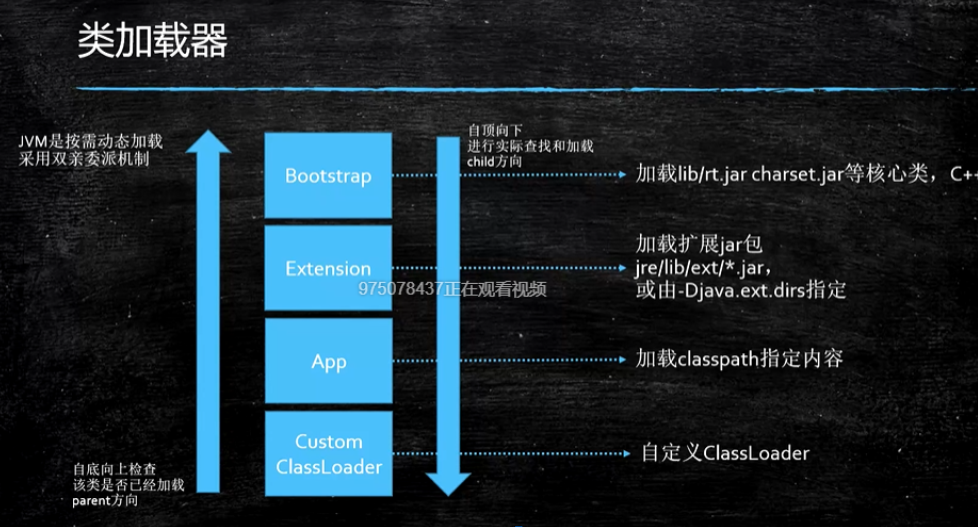 类加载器
JVM是按需动态加载
采用双亲委派机制
自顶向下
进行实际查找和加载
child方向
Bootstrap
加载lib/rt.jar charset.jar等核心类，C++
Extension
加载扩展jar包
jre/lib/ext/*.jar，
或由-Djava.ext.dirs指定
975078437正在观看视频
App
加载classpath指定内容
Custom
ClassLoader
自定义ClassLoader
自底向上检查
该类是否已经加载
parent方向